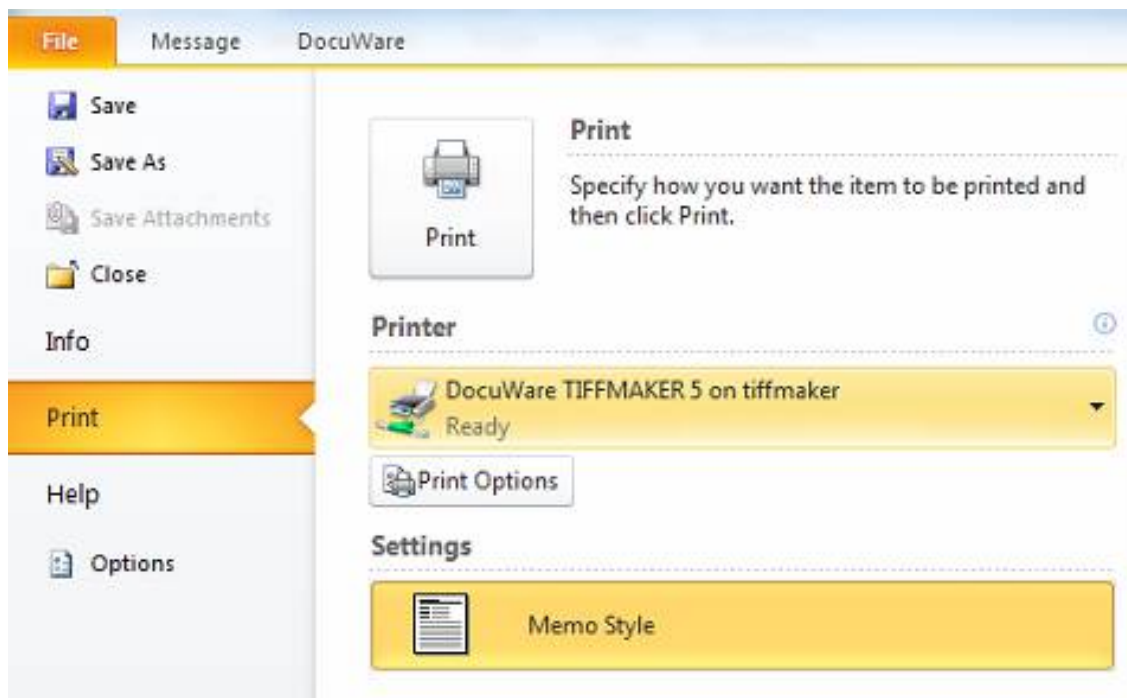 File Message DocuWare
Save
Save As
Save Attachments
Close
Info
Print
Help
Options
Print
Print
Specify how you want the item to be printed and
then click Print.
Printer
DocuWare TIFFMAKER 5 on tiffmaker
Ready
Print Options
Settings
Memo Style